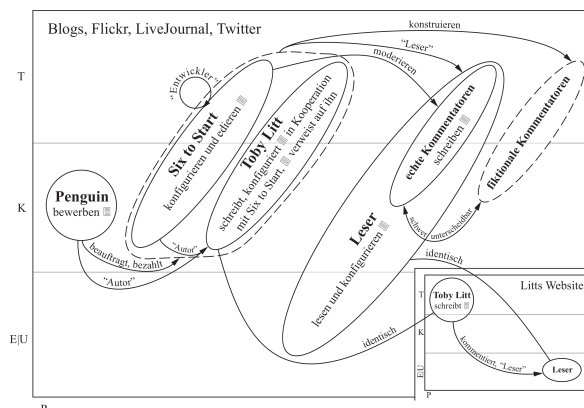 Blogs, Flickr, LiveJournal, Twitter
konstruieren
"Leser"
moderieren
T
"Entwickler"
Six to Start
konfigurieren und edieren
Toby Litt
schreibt, konfiguriert in Kooperation
mit Six to Start, verweist auf ihn
echte Kommentatoren
schreiben
fiktionale Kommentatoren
K
Penguin
bewerben
Leser
lesen und konfigurieren
schwer unterscheidbar
beauftragt, bezahlt
"Autor"
"Autor"
identisch
identisch
E|U
P
Litts Website
T
Toby Litt
schreibt
K
kommentiert, "Leser"
E|U
Leser
P